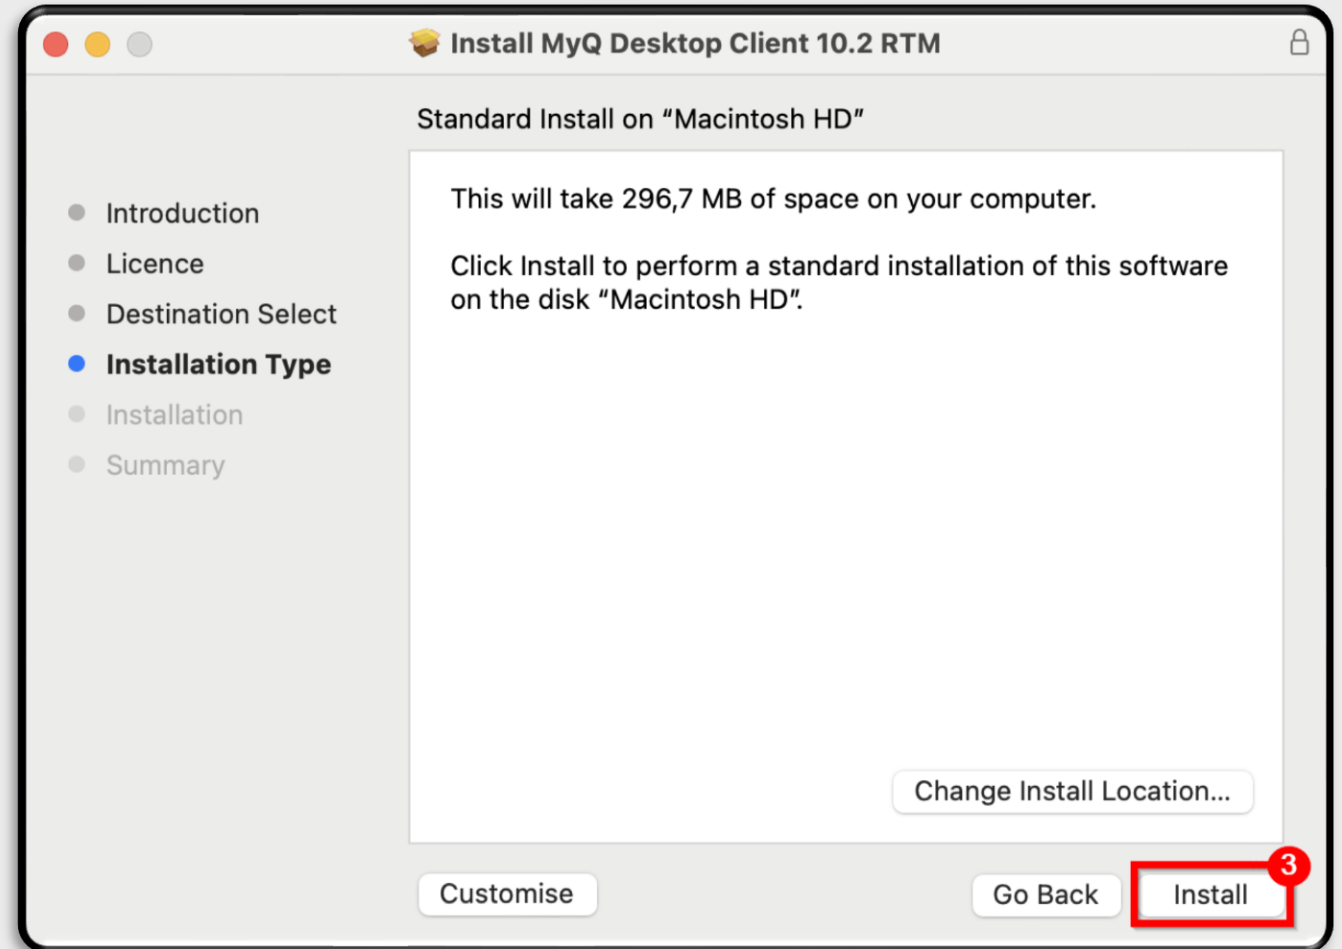 Install MyQ Desktop Client 10.2 RTM
Standard Install on “Macintosh HD”
Introduction
Licence
Destination Select
Installation Type
Installation
Summary
This will take 296,7 MB of space on your computer.
Click Install to perform a standard installation of this software
on the disk “Macintosh HD”.
Change Install Location...
Customise
Go Back
Install
3